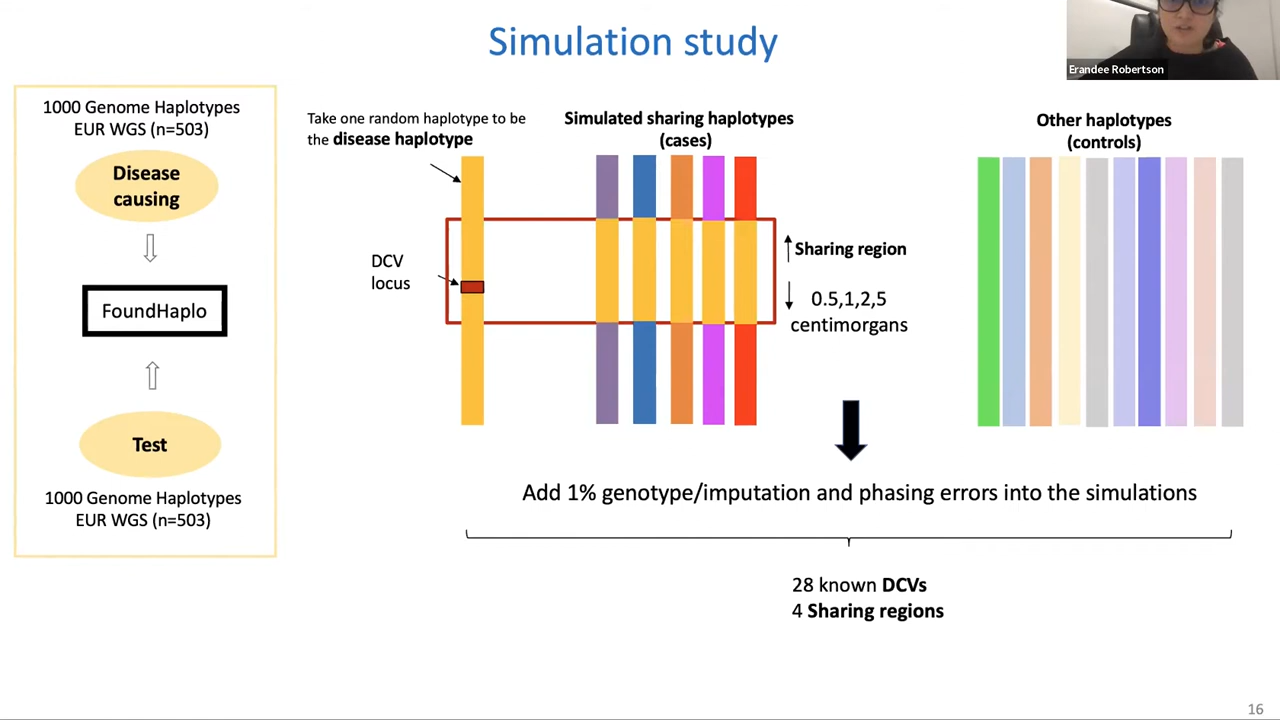 Simulation study
Erandee Robertson
1000 Genome Haplotypes
EUR WGS (n=503)
Disease
causing
FoundHaplo
Test
1000 Genome Haplotypes
EUR WGS (n=503)
Take one random haplotype to be
the disease haplotype
DCV
locus
Simulated sharing haplotypes
(cases)
Sharing region
0.5,1,2,5
centimorgans
Other haplotypes
(controls)
Add 1% genotype/imputation and phasing errors into the simulations
28 known DCVs
4 Sharing regions
16